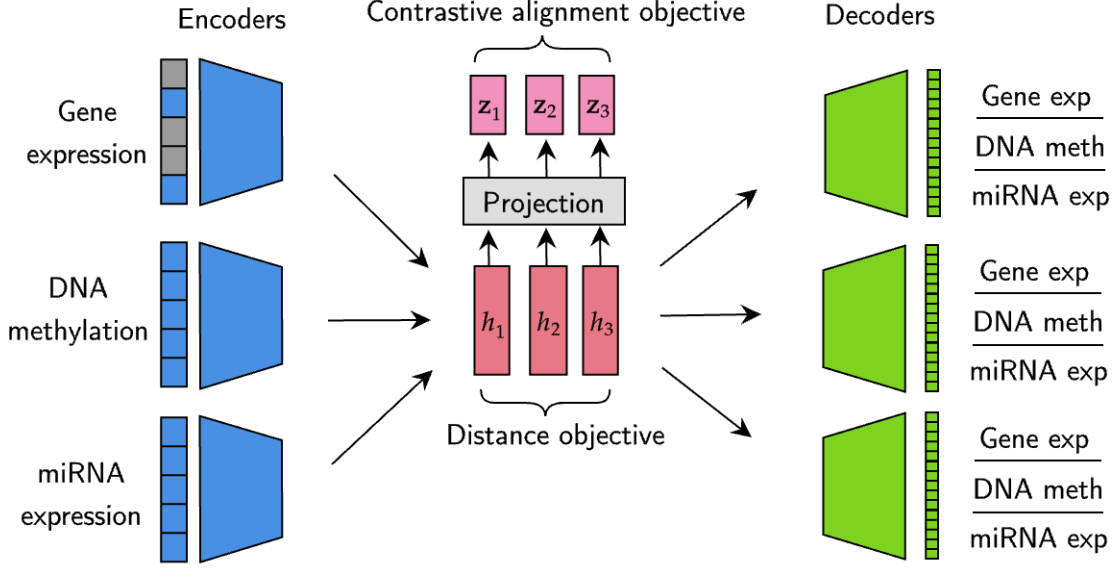 Encoders
Contrastive alignment objective
Decoders
Gene
expression
DNA
methylation
miRNA
expression
z1
z2
z3
Projection
h1
h2
h3
Distance objective
Gene exp
DNA meth
miRNA exp
Gene exp
DNA meth
miRNA exp
Gene exp
DNA meth
miRNA exp